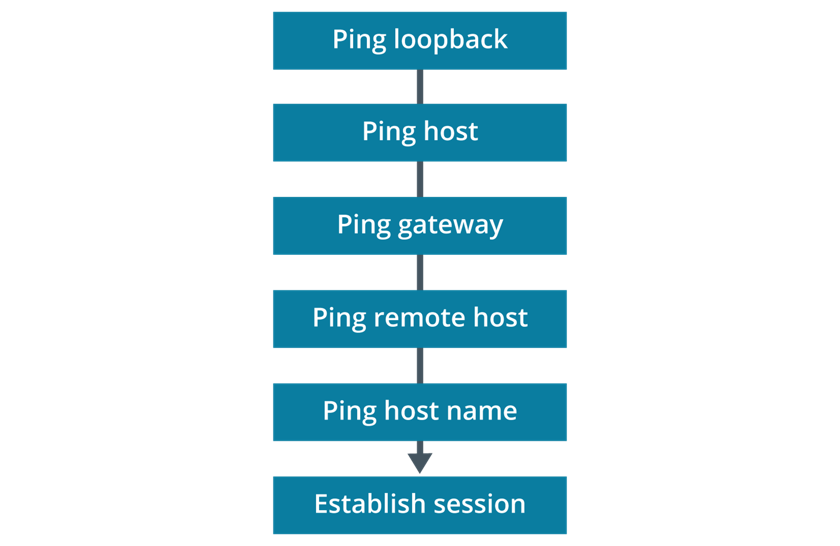 Ping loopback
Ping host
Ping gateway
Ping remote host
Ping host name
Establish session